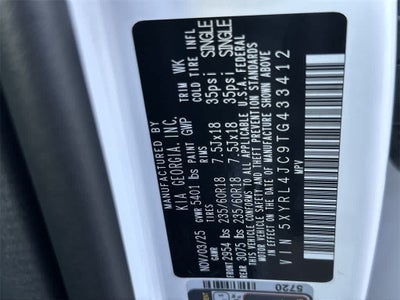 MANUFACTURED BY
KIA GEORGIA, INC.
NOV/03/25 GVWR 5401 lbs PAINT GWP TRIM WK
GAWR TIRES RIMS COLD TIRE INFL
FRONT 2954 lbs 235/60R18 7.5Jx18 35psi SINGLE
REAR 3075 lbs 235/60R18 7.5Jx18 35psi SINGLE
THIS VEHICLE CONFORMS TO ALL APPLICABLE U.S.A. FEDERAL
MOTOR VEHICLE SAFETY, BUMPER, AND THEFT
PREVENTION STANDARDS
IN EFFECT ON THE DATE OF MANUFACTURE SHOWN ABOVE
VIN 5XYRL4JC9TG433412
MPV
5720